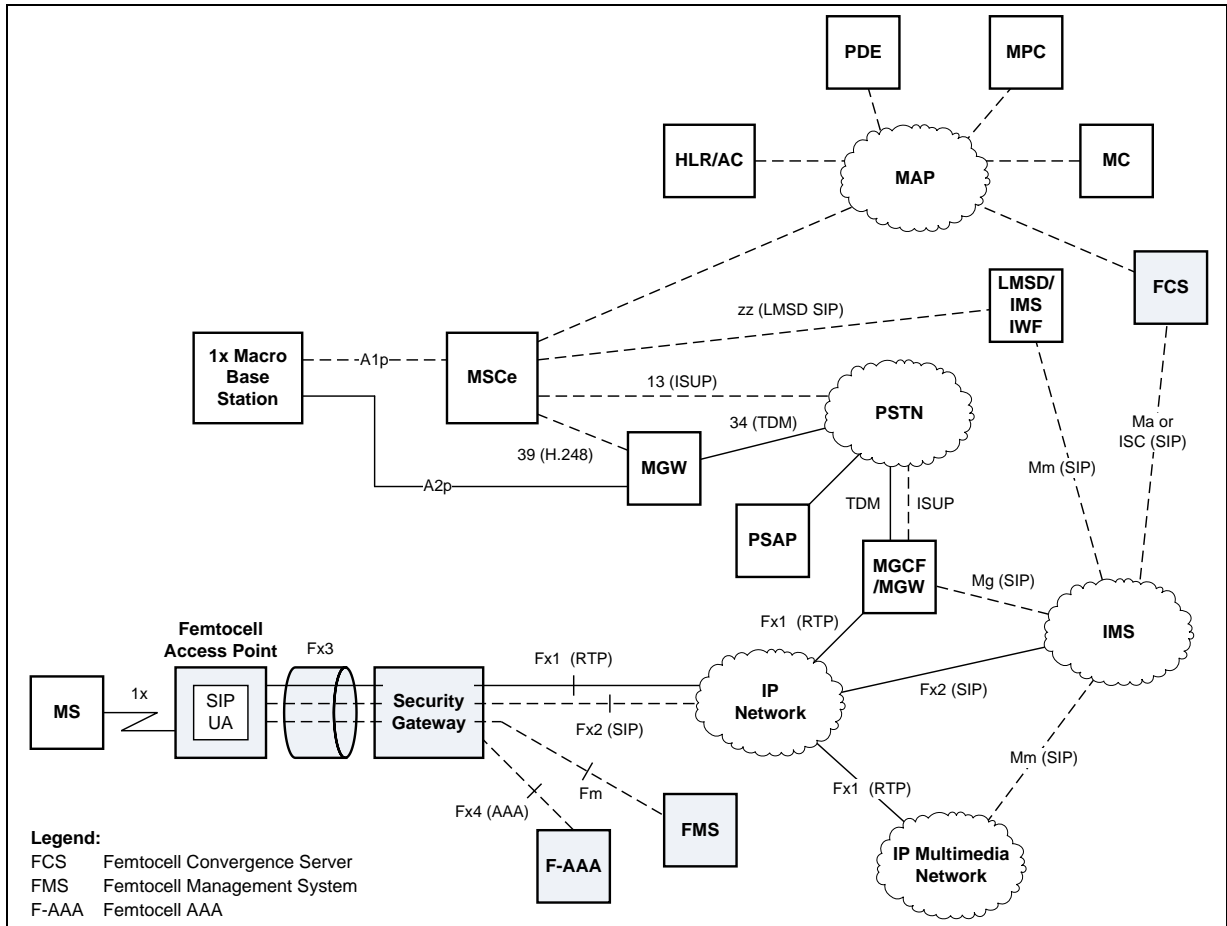 PDE
MPC
HLR/AC
MAP
MC
LMSD/
IMS
IWF
FCS
zz (LMSD SIP)
1x Macro
Base
Station
A1p
MSCe
13 (ISUP)
PSTN
34 (TDM)
39 (H.248)
MGW
A2p
Ma or
ISC (SIP)
Mm (SIP)
TDM
ISUP
PSAP
MGCF
/MGW
Mg (SIP)
IMS
Fx1 (RTP)
Femtocell
Access Point
Fx3
Fx1 (RTP)
MS
1x
SIP
UA
Security
Gateway
IP
Network
Fx2 (SIP)
Fx2 (SIP)
Mm (SIP)
Fx1 (RTP)
Fm
Fx4 (AAA)
FMS
F-AAA
IP Multimedia
Network
Legend:
FCS Femtocell Convergence Server
FMS Femtocell Management System
F-AAA Femtocell AAA